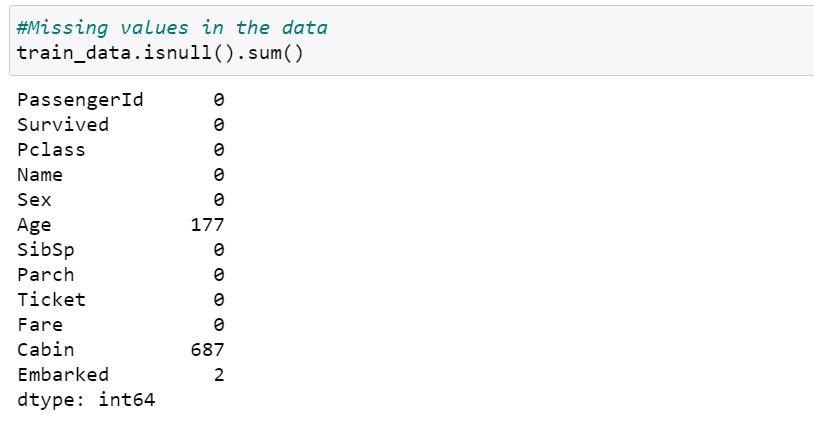 #Missing values in the data
train_data.isnull().sum()
PassengerId 0
Survived 0
Pclass 0
Name 0
Sex 0
Age 177
SibSp 0
Parch 0
Ticket 0
Fare 0
Cabin 687
Embarked 2
dtype: int64